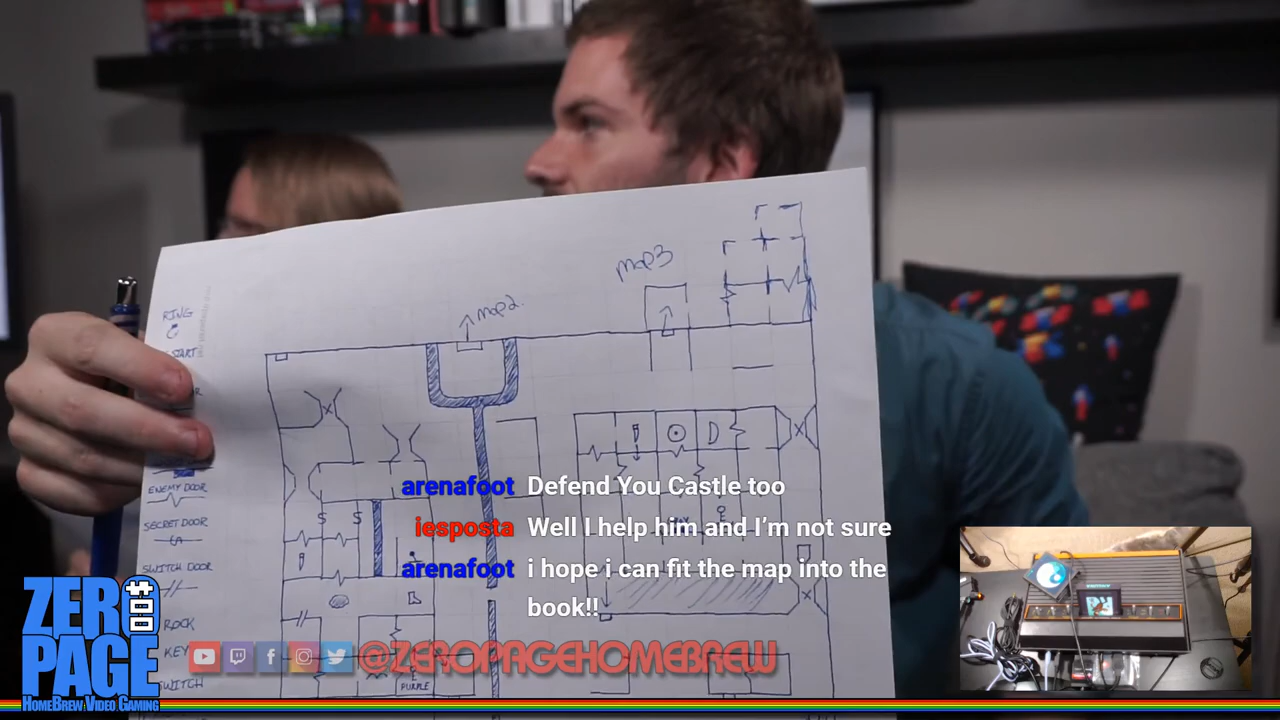 map3
map2.
RING
START
ENEMY DOOR
SECRET DOOR
SWITCH DOOR
ROCK
KEY
SWITCH
S S
PURPLE
arenafoot Defend You Castle too
iesposta Well I help him and I'm not sure
arenafoot i hope i can fit the map into the
book!!
ZERO
PAGE
HOMEBREW VIDEO GAMING
@ZEROPAGEHOMEBREW